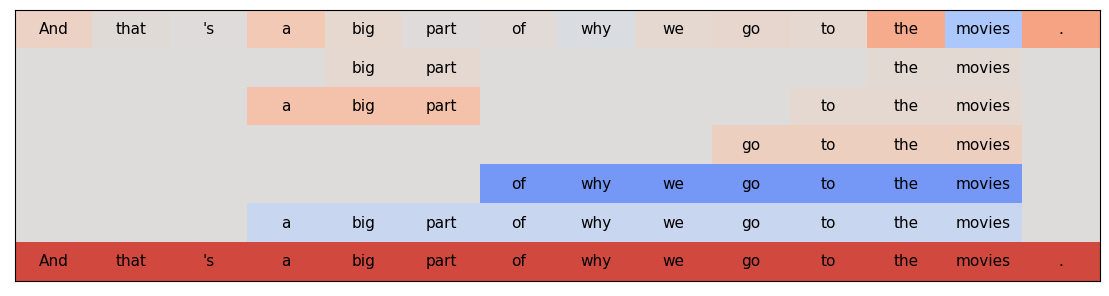 And that 's a big part of why we go to the movies .
big part the movies
a big part to the movies
go to the movies
of why we go to the movies
a big part of why we go to the movies
And that 's a big part of why we go to the movies .